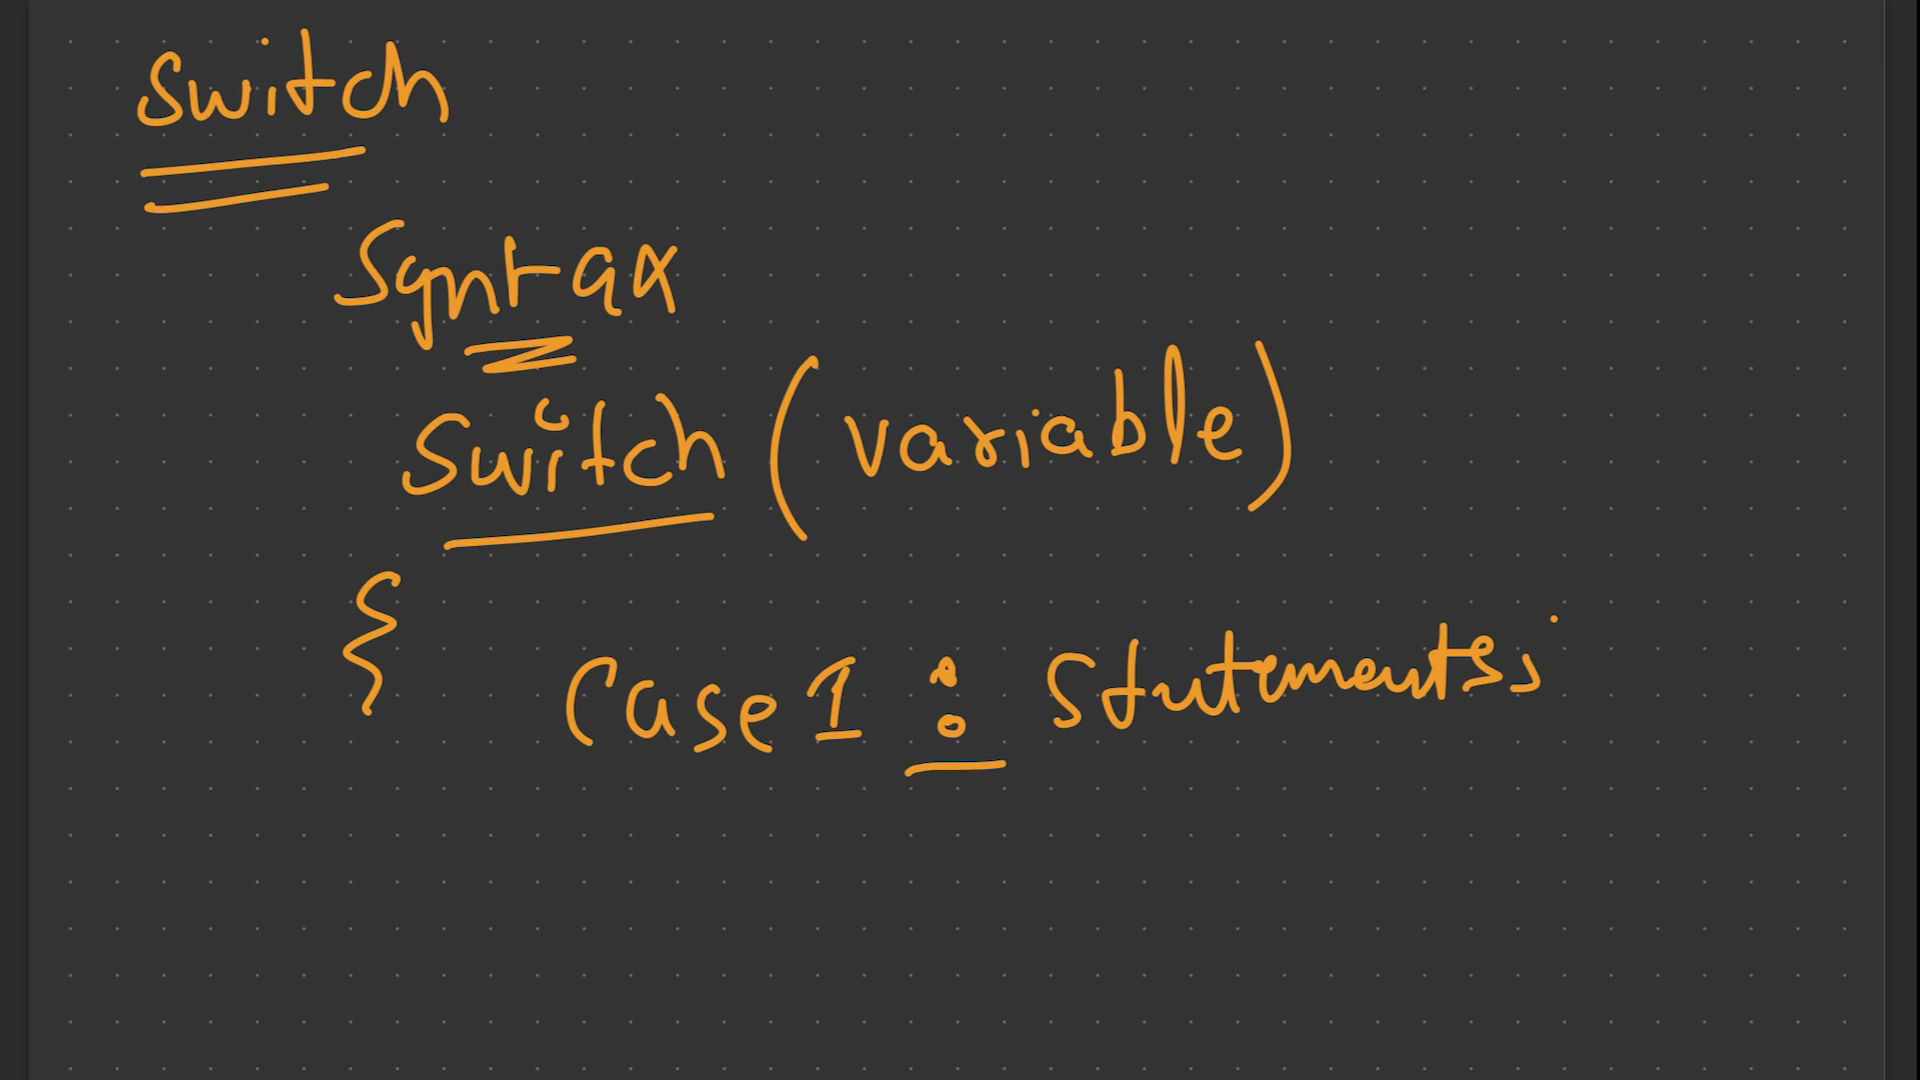 Switch
Syntax
Switch (variable)
{
Case 1 : Statements;